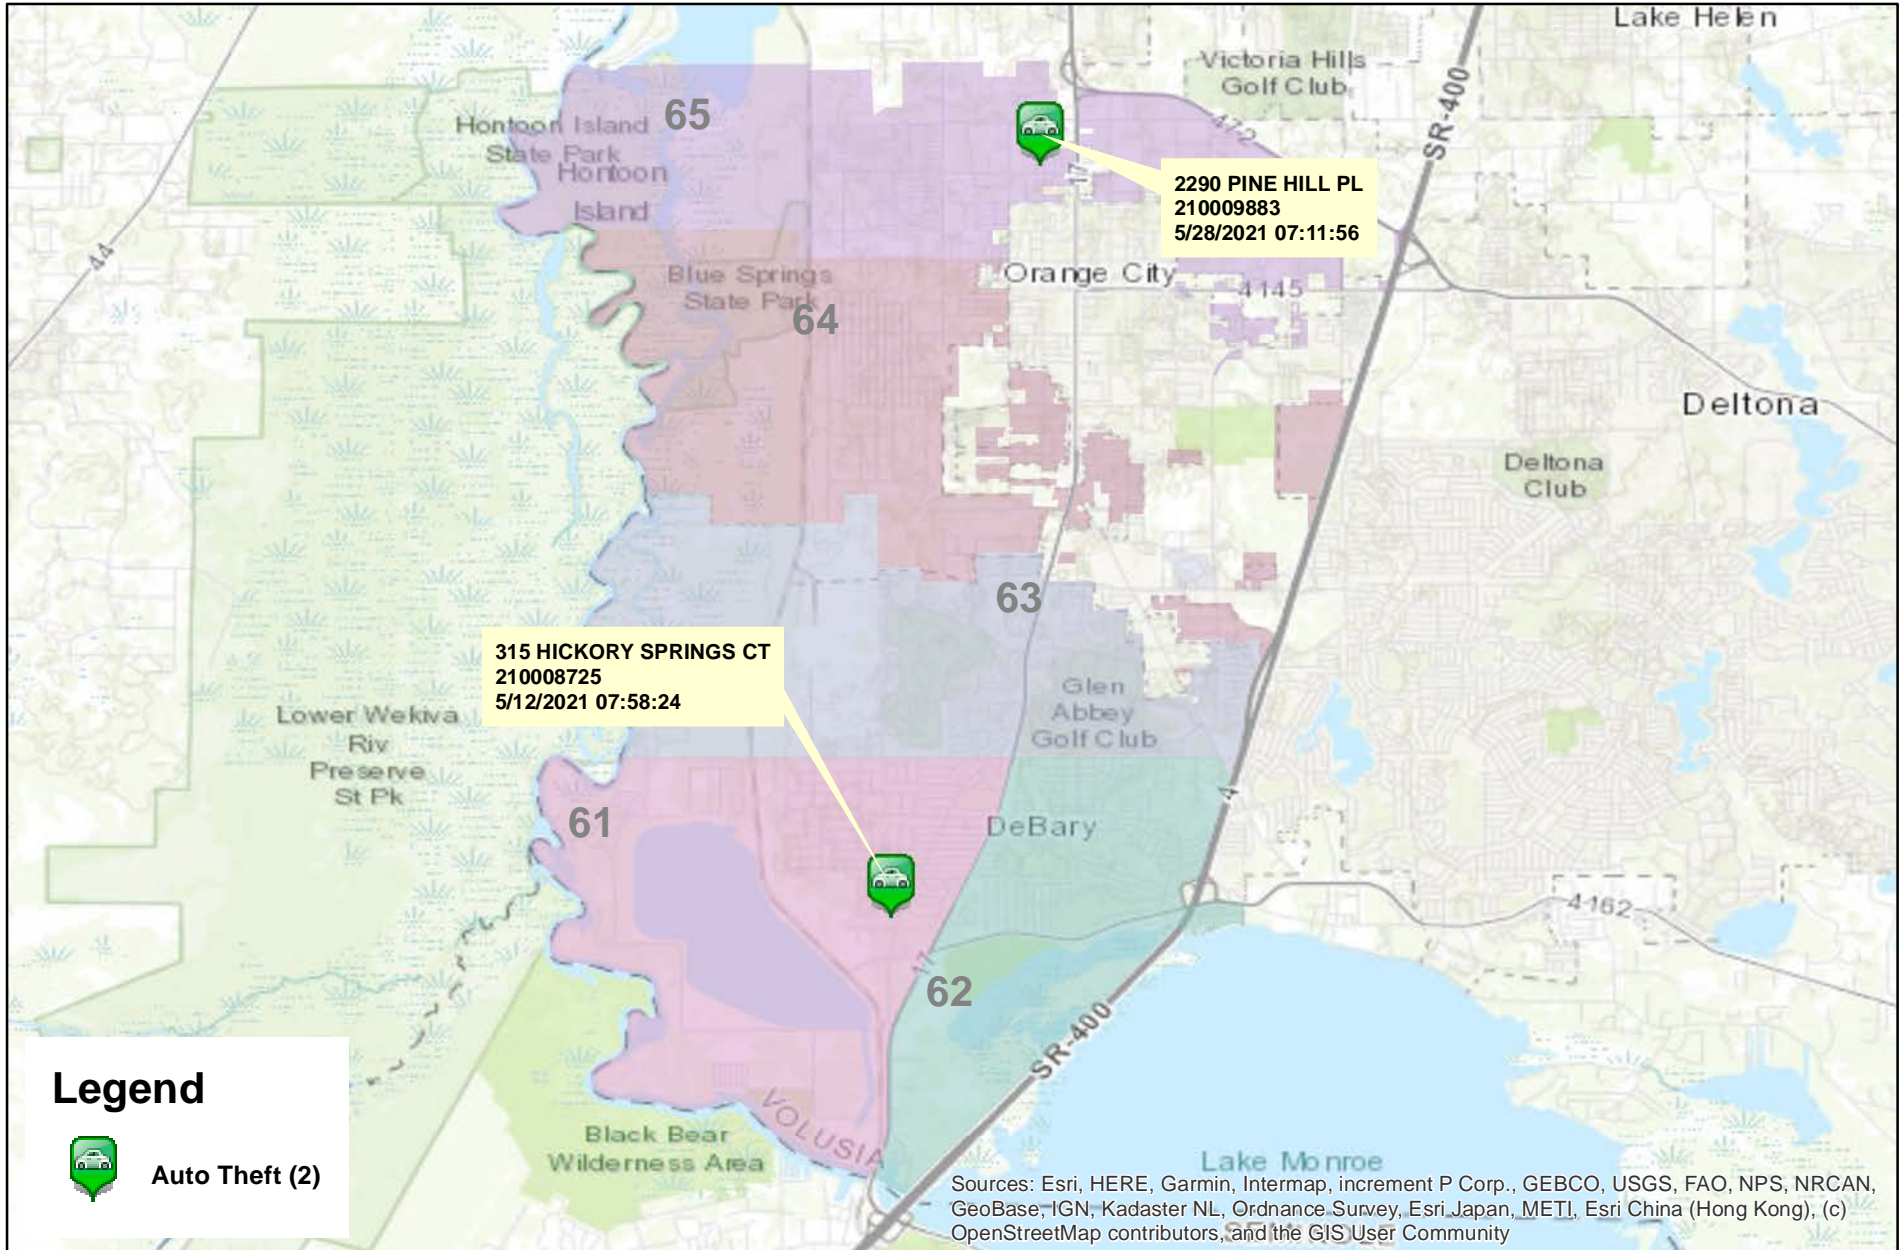 Lake Helen
Victoria Hills
Golf Club
SR-400
65
Hontoon Island
State Park
Hontoon
Island
472
17
2290 PINE HILL PL
210009883
5/28/2021 07:11:56
44
Blue Springs
State Park
64
Orange City
4145
Deltona
Deltona
Club
63
315 HICKORY SPRINGS CT
210008725
5/12/2021 07:58:24
Glen
Abbey
Golf Club
Lower Wekiva
Riv
Preserve
St Pk
61
4
DeBary
4162
17
62
SR-400
Legend
Auto Theft (2)
VOLUSIA
Black Bear
Wilderness Area
Lake Monroe
SEMINOLE
Sources: Esri, HERE, Garmin, Intermap, increment P Corp., GEBCO, USGS, FAO, NPS, NRCAN,
GeoBase, IGN, Kadaster NL, Ordnance Survey, Esri Japan, METI, Esri China (Hong Kong), (c)
OpenStreetMap contributors, and the GIS User Community